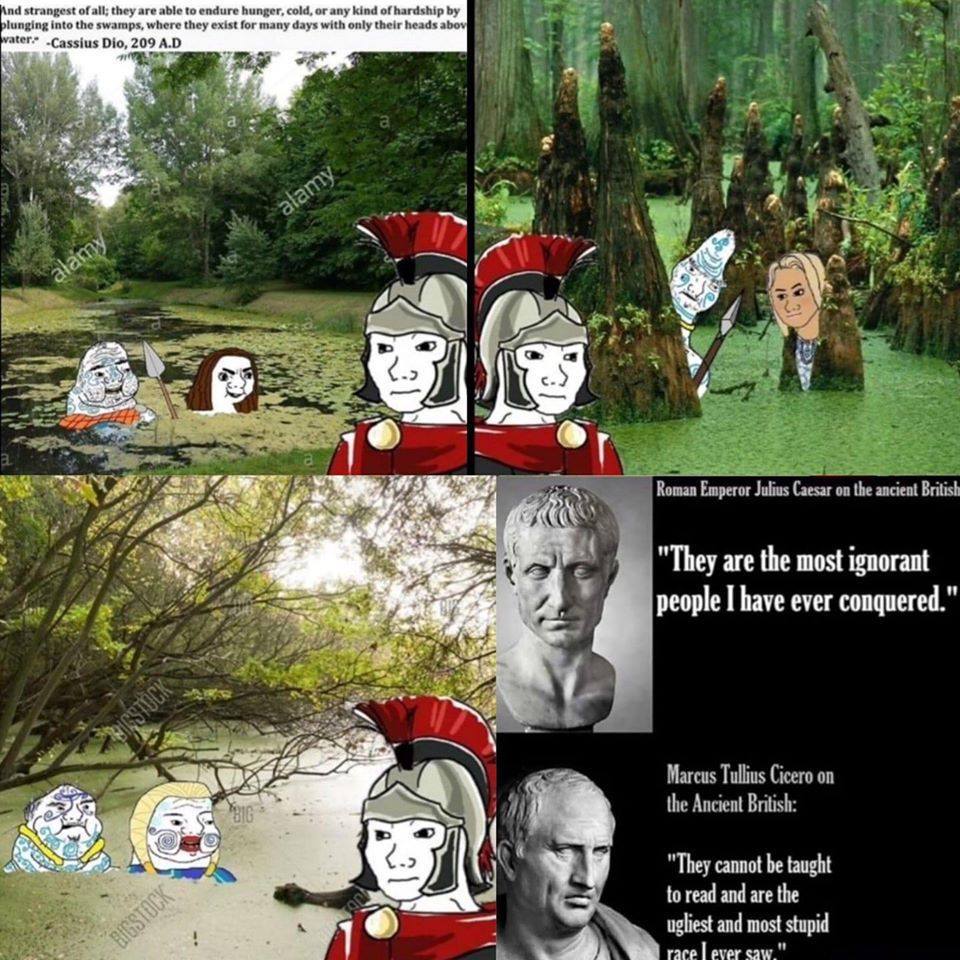 And strangest of all; they are able to endure hunger, cold, or any kind of hardship by
plunging into the swamps, where they exist for many days with only their heads abov
water." -Cassius Dio, 209 A.D
alamy
alamy
a
a
a
a
a
Roman Emperor Julius Caesar on the ancient British
"They are the most ignorant
people I have ever conquered."
BIGSTOCK
BIG
BIGSTOCK
Marcus Tullius Cicero on
the Ancient British:
"They cannot be taught
to read and are the
ugliest and most stupid
race I ever saw."